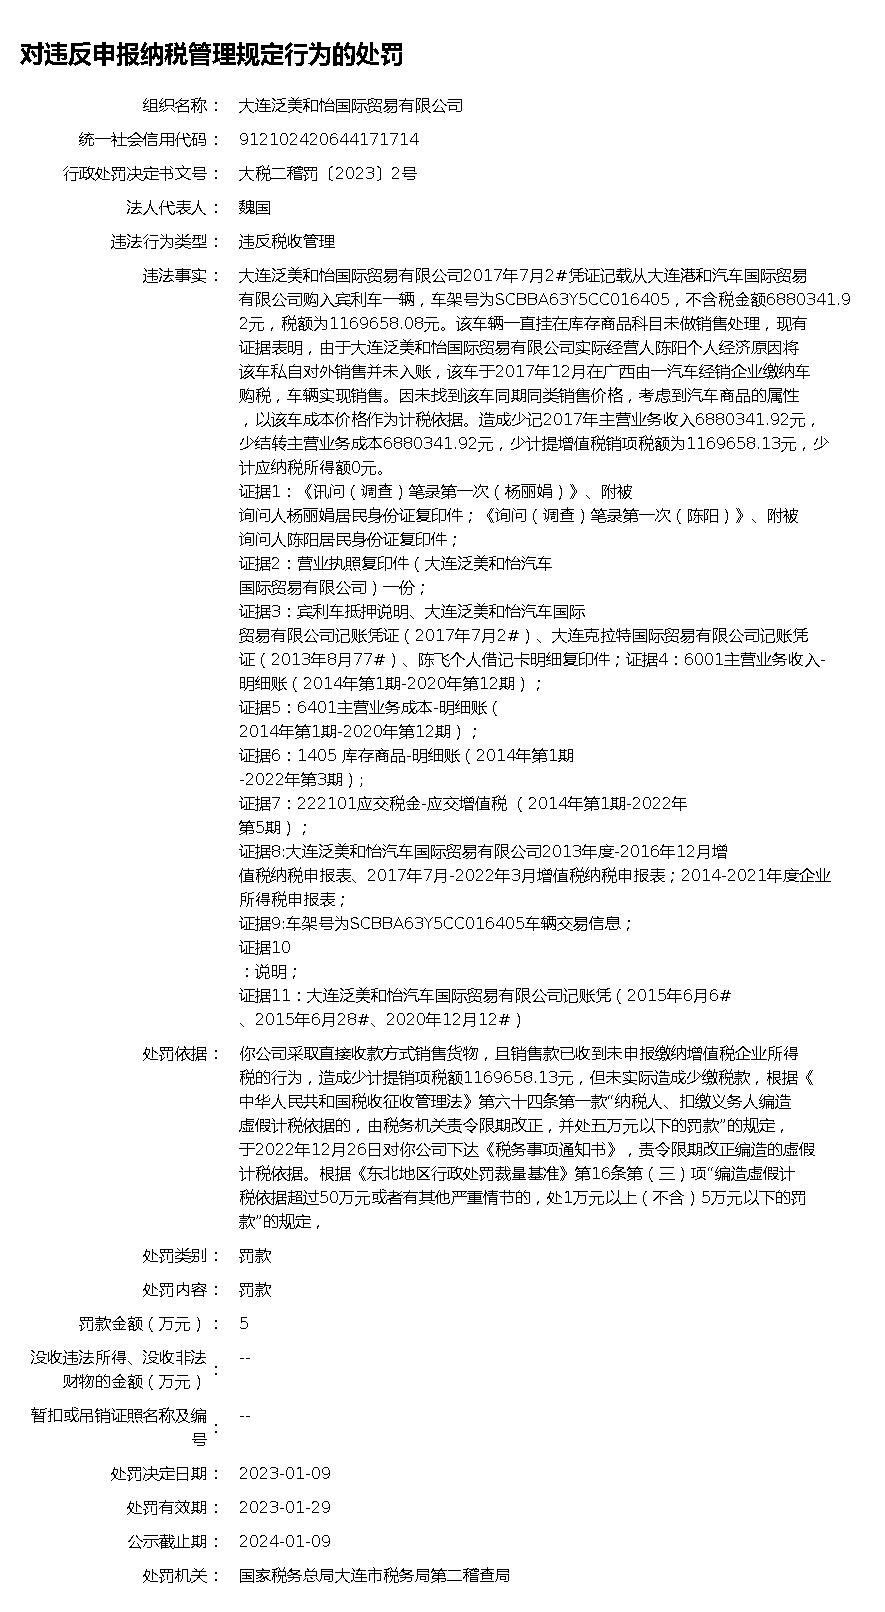 对违反申报纳税管理规定行为的处罚
组织名称： 大连泛美和怡国际贸易有限公司
统一社会信用代码： 912102420644171714
行政处罚决定书文号： 大税二稽罚〔2023〕2号
法人代表人： 魏国
违法行为类型： 违反税收管理
违法事实： 大连泛美和怡国际贸易有限公司2017年7月2#凭证记载从大连港和汽车国际贸易
有限公司购入宾利车一辆，车架号为SCBBA63Y5CC016405，不含税金额6880341.9
2元，税额为1169658.08元。该车辆一直挂在库存商品科目未做销售处理，现有
证据表明，由于大连泛美和怡国际贸易有限公司实际经营人陈阳个人经济原因将
该车私自对外销售并未入账，该车于2017年12月在广西由一汽车经销企业缴纳车
购税，车辆实现销售。因未找到该车同期同类销售价格，考虑到汽车商品的属性
，以该车成本价格作为计税依据。造成少记2017年主营业务收入6880341.92元，
少结转主营业务成本6880341.92元，少计提增值税销项税额为1169658.13元，少
计应纳税所得额0元。
证据1：《讯问（调查）笔录第一次（杨丽娟）》、附被
询问人杨丽娟居民身份证复印件；《询问（调查）笔录第一次（陈阳）》、附被
询问人陈阳居民身份证复印件；
证据2：营业执照复印件（大连泛美和怡汽车
国际贸易有限公司）一份；
证据3：宾利车抵押说明、大连泛美和怡汽车国际
贸易有限公司记账凭证（2017年7月2#）、大连克拉特国际贸易有限公司记账凭
证（2013年8月77#）、陈飞个人借记卡明细复印件；证据4：6001主营业务收入-
明细账（2014年第1期-2020年第12期）；
证据5：6401主营业务成本-明细账（
2014年第1期-2020年第12期）；
证据6：1405 库存商品-明细账（2014年第1期
-2022年第3期）;
证据7：222101应交税金-应交增值税 （2014年第1期-2022年
第5期）；
证据8:大连泛美和怡汽车国际贸易有限公司2013年度-2016年12月增
值税纳税申报表、2017年7月-2022年3月增值税纳税申报表；2014-2021年度企业
所得税申报表；
证据9:车架号为SCBBA63Y5CC016405车辆交易信息；
证据10
：说明；
证据11：大连泛美和怡汽车国际贸易有限公司记账凭（2015年6月6#
、2015年6月28#、2020年12月12#）
处罚依据： 你公司采取直接收款方式销售货物，且销售款已收到未申报缴纳增值税企业所得
税的行为，造成少计提销项税额1169658.13元，但未实际造成少缴税款，根据《
中华人民共和国税收征收管理法》第六十四条第一款“纳税人、扣缴义务人编造
虚假计税依据的，由税务机关责令限期改正，并处五万元以下的罚款”的规定，
于2022年12月26日对你公司下达《税务事项通知书》，责令限期改正编造的虚假
计税依据。根据《东北地区行政处罚裁量基准》第16条第（三）项“编造虚假计
税依据超过50万元或者有其他严重情节的，处1万元以上（不含）5万元以下的罚
款”的规定，
处罚类别： 罚款
处罚内容： 罚款
罚款金额（万元）： 5
没收违法所得、没收非法
财物的金额（万元）： --
暂扣或吊销证照名称及编
号： --
处罚决定日期： 2023-01-09
处罚有效期： 2023-01-29
公示截止期： 2024-01-09
处罚机关： 国家税务总局大连市税务局第二稽查局